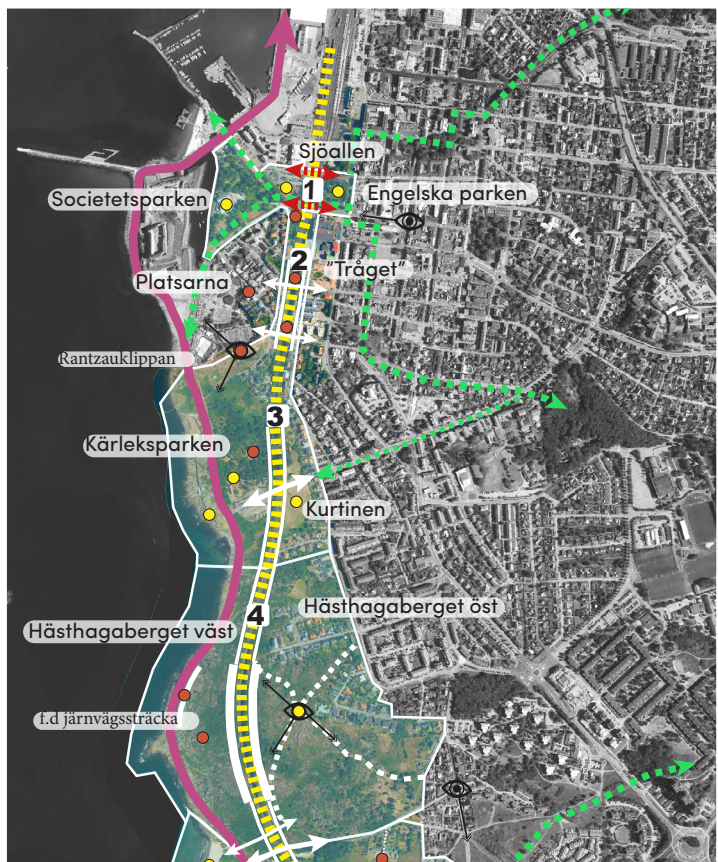 Sjöallen
1
Engelska parken
Societetsparken
2
"Tråget"
Platsarna
Rantzauklippan
3
Kärleksparken
Kurtinen
Hästhagaberget öst
4
Hästhagaberget väst
f.d järnvägssträcka